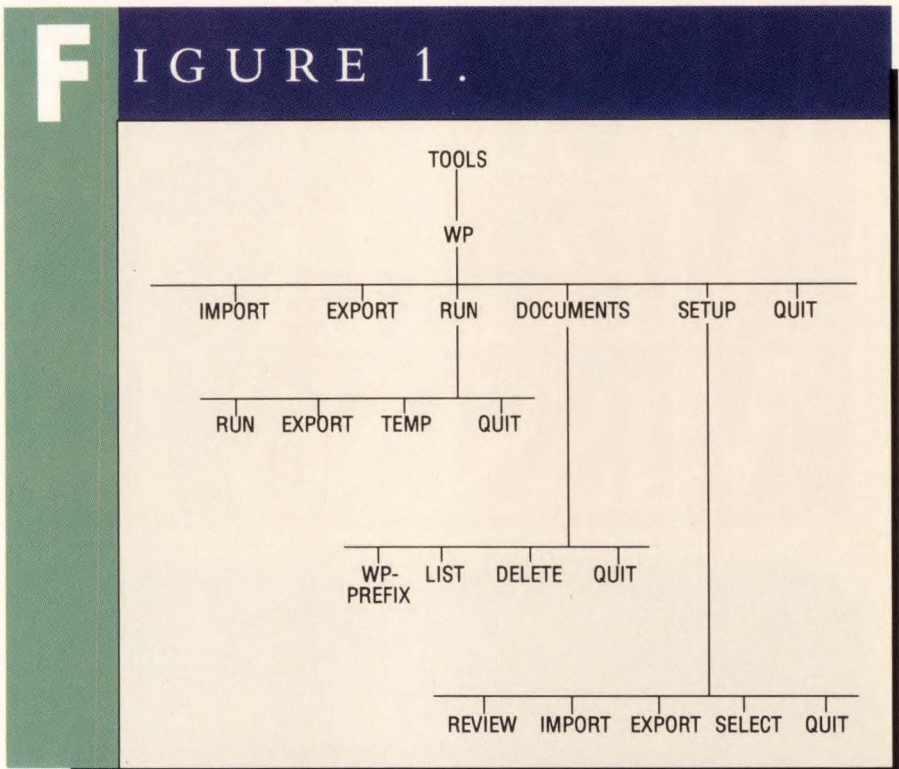 FIGURE 1.
TOOLS
WP
IMPORT EXPORT RUN DOCUMENTS SETUP QUIT
RUN EXPORT TEMP QUIT
WP- LIST DELETE QUIT
PREFIX
REVIEW IMPORT EXPORT SELECT QUIT